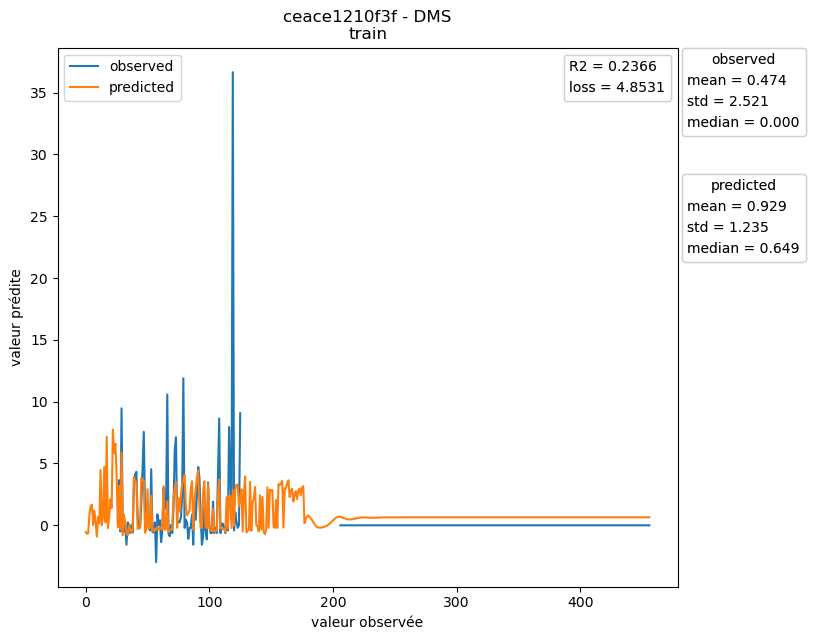 ceace1210f3f - DMS
train
observed
predicted
R2 = 0.2366
loss = 4.8531
observed
mean = 0.474
std = 2.521
median = 0.000
predicted
mean = 0.929
std = 1.235
median = 0.649
35
30
25
20
15
10
5
0
valeur prédite
0
100
200
300
400
valeur observée